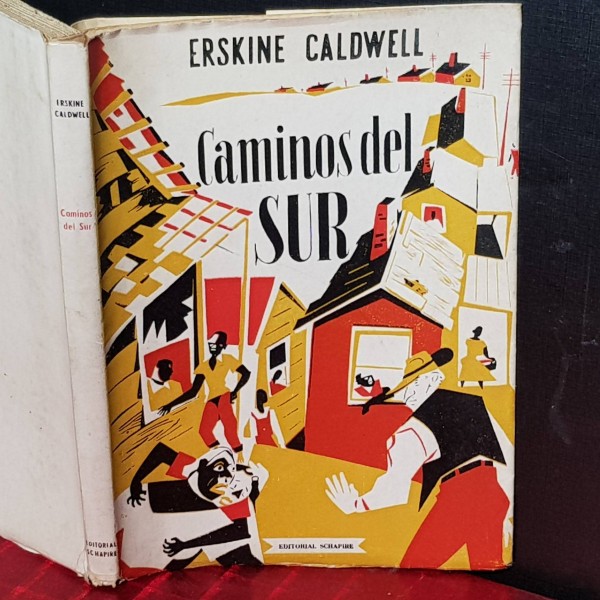 ERSKINE
CALDWELL
Caminos
del Sur
EDITORIAL
SCHAPIRE
ERSKINE CALDWELL
Caminos del
SUR
EDITORIAL SCHAPIRE